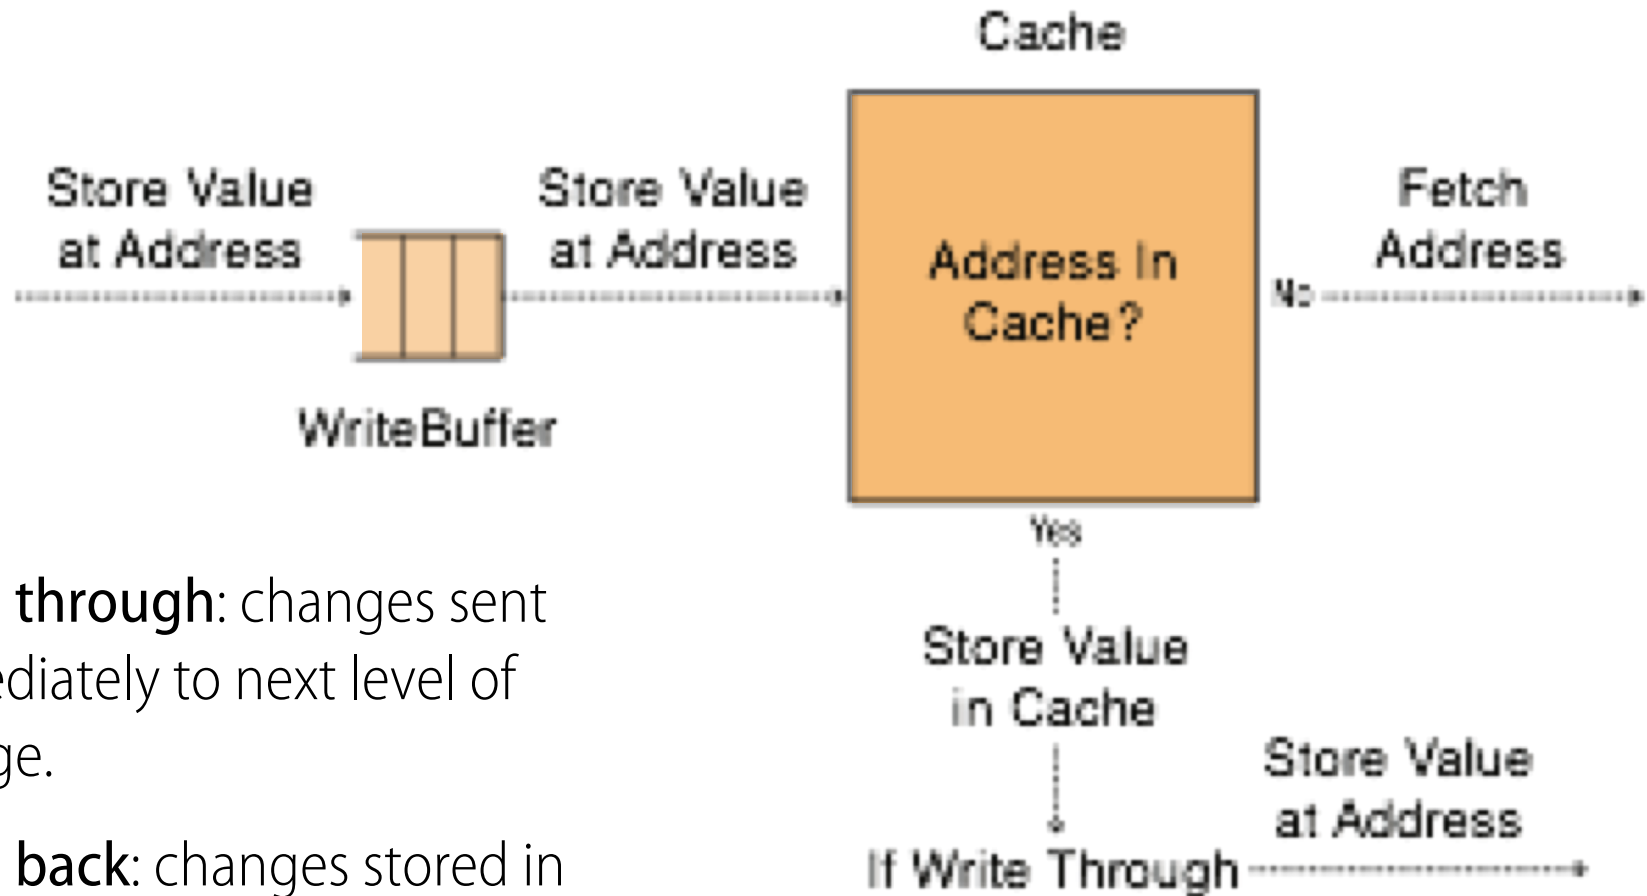 Cache
Store Value
at Address
Store Value
at Address
Address In
Cache?
Fetch
Address
No
WriteBuffer
Yes
through: changes sent
ediately to next level of
ge.
back: changes stored in
Store Value
in Cache
Store Value
at Address
If Write Through